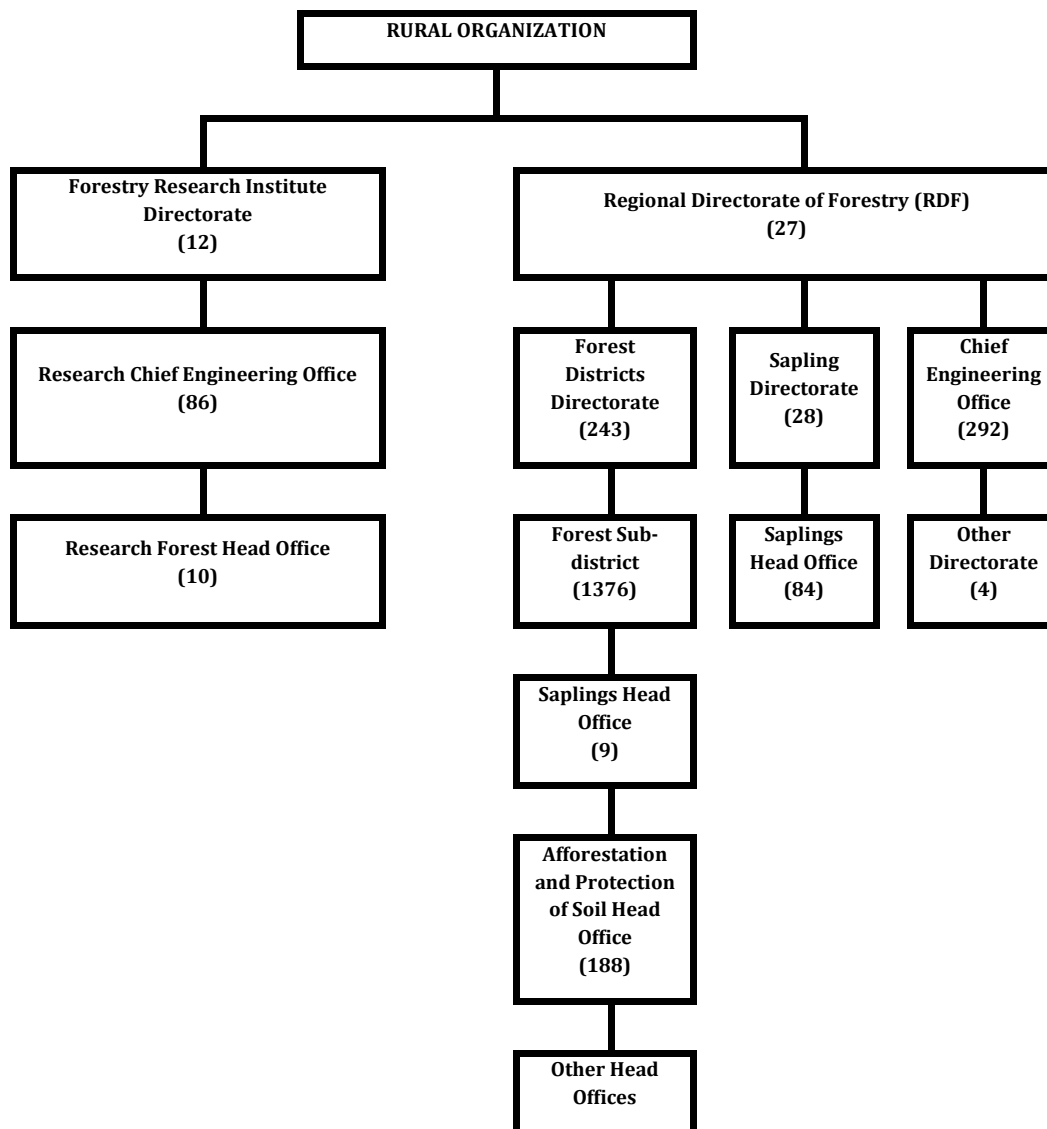 RURAL ORGANIZATION
Forestry Research Institute
Directorate
(12)
Regional Directorate of Forestry (RDF)
(27)
Research Chief Engineering Office
(86)
Forest
Districts
Directorate
(243)
Sapling
Directorate
(28)
Chief
Engineering
Office
(292)
Research Forest Head Office
(10)
Forest Sub-
district
(1376)
Saplings
Head Office
(84)
Other
Directorate
(4)
Saplings Head
Office
(9)
Afforestation
and Protection
of Soil Head
Office
(188)
Other Head
Offices